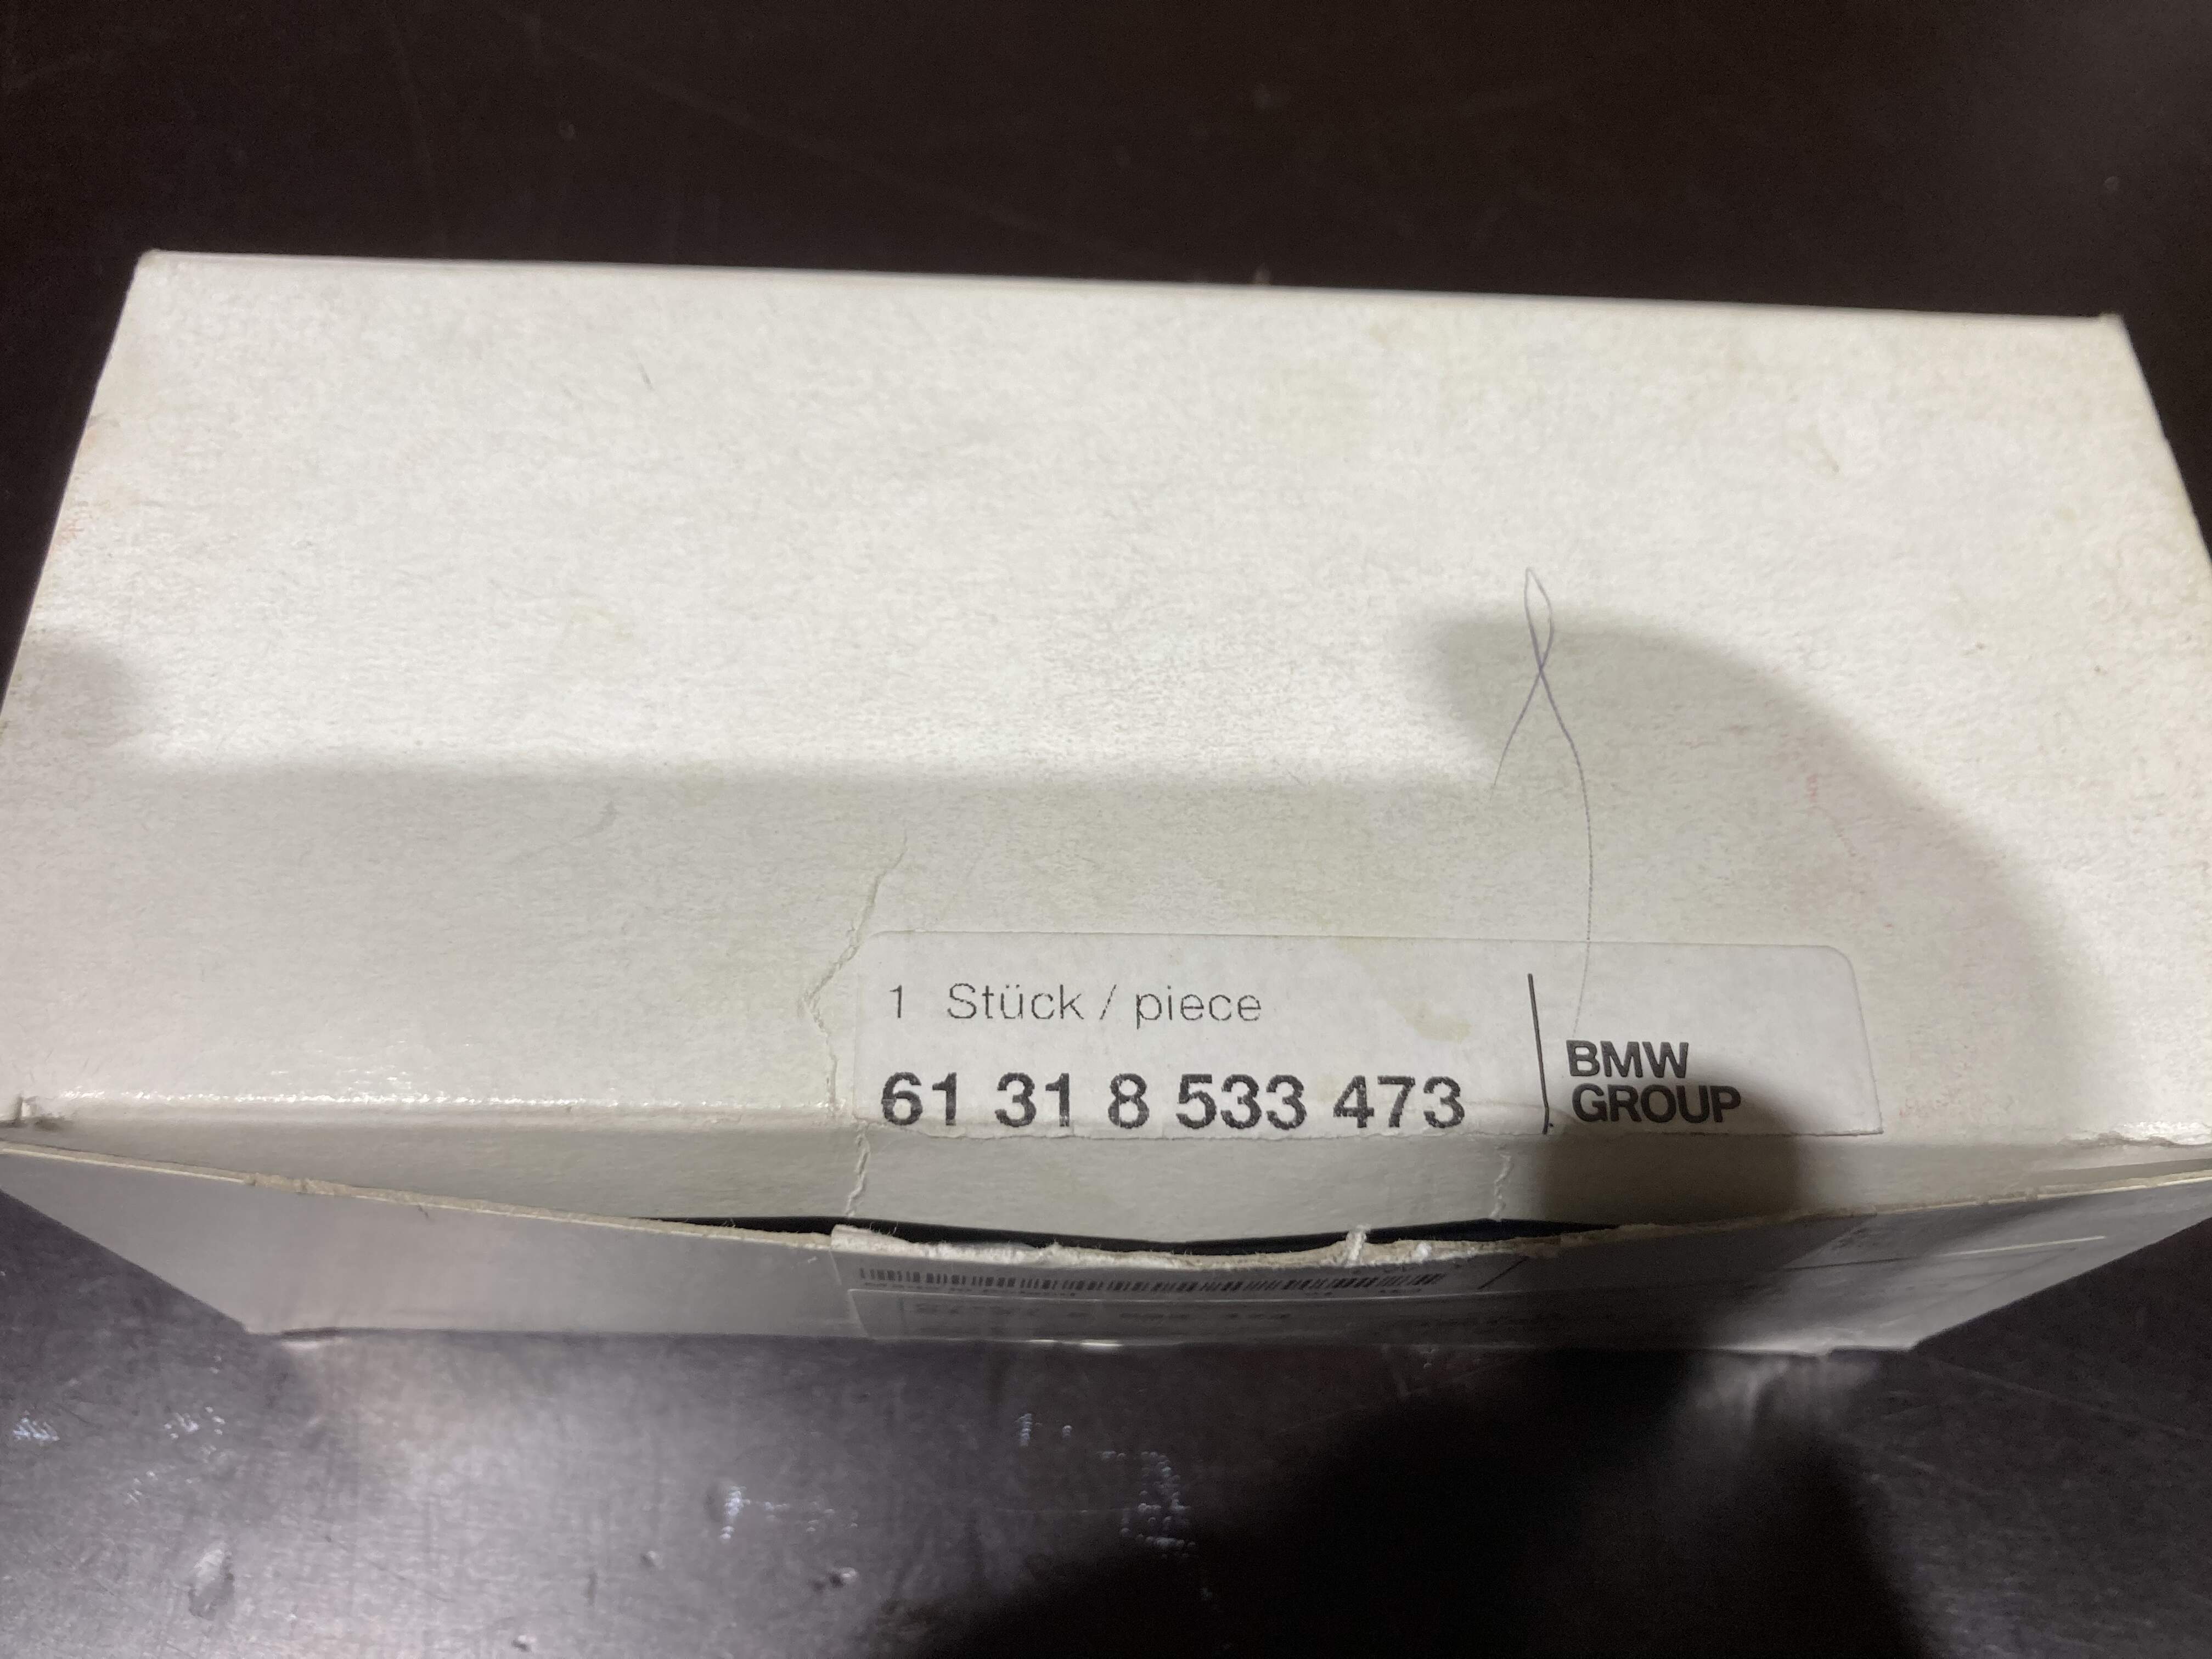 1 Stück / piece
61 31 8 533 473
BMW
GROUP